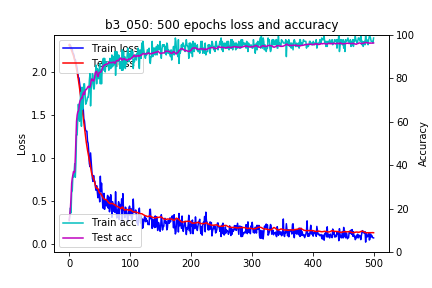 b3_050: 500 epochs loss and accuracy
Train loss
Test loss
Train acc
Test acc
Loss
Accuracy
2.0
1.5
1.0
0.5
0.0
100
80
60
40
20
0
0 100 200 300 400 500